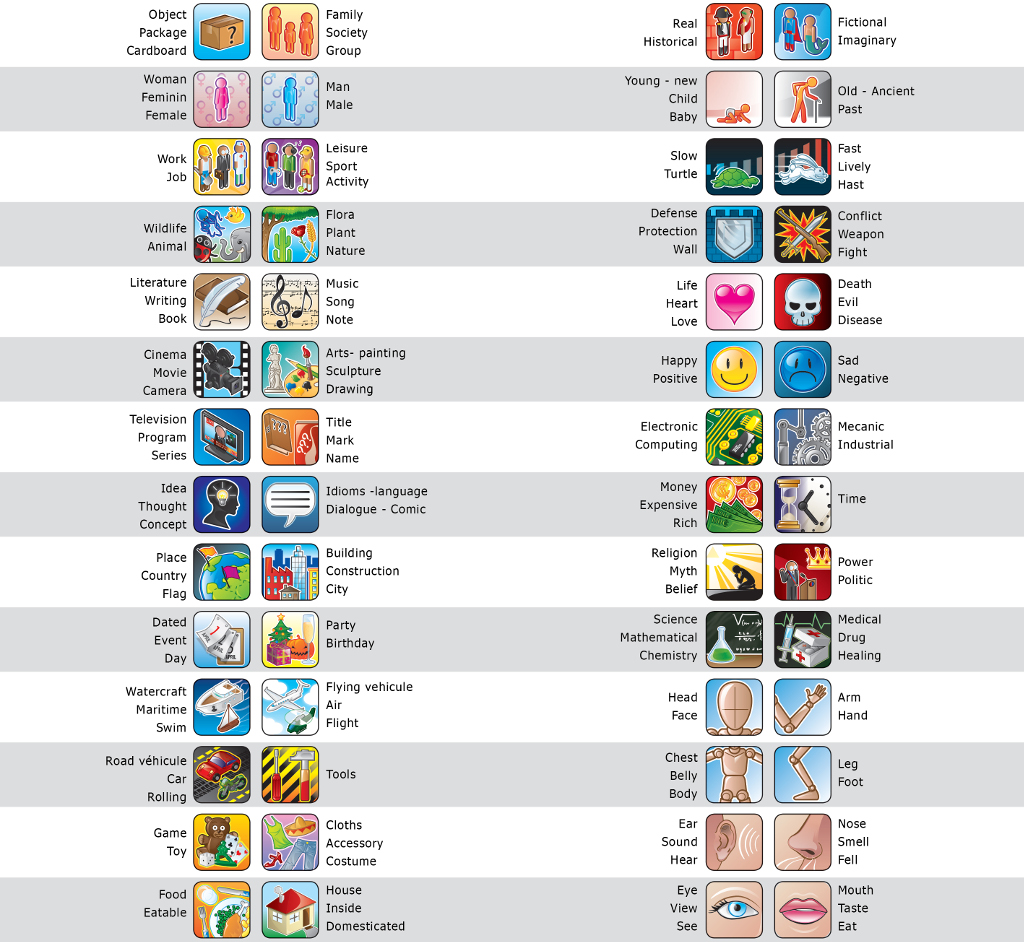 Object
Package
Cardboard
Family
Society
Group
Real
Historical
Fictional
Imaginary
Woman
Feminin
Female
Man
Male
Young - new
Child
Baby
Old - Ancient
Past
Work
Job
Leisure
Sport
Activity
Slow
Turtle
Fast
Lively
Hast
Wildlife
Animal
Flora
Plant
Nature
Defense
Protection
Wall
Conflict
Weapon
Fight
Literature
Writing
Book
Music
Song
Note
Life
Heart
Love
Death
Evil
Disease
Cinema
Movie
Camera
Arts- painting
Sculpture
Drawing
Happy
Positive
Sad
Negative
Television
Program
Series
Title
Mark
Name
Electronic
Computing
Mecanic
Industrial
Idea
Thought
Concept
Idioms -language
Dialogue - Comic
Money
Expensive
Rich
Time
Place
Country
Flag
Building
Construction
City
Religion
Myth
Belief
Power
Politic
Dated
Event
Day
Party
Birthday
Science
Mathematical
Chemistry
Medical
Drug
Healing
Watercraft
Maritime
Swim
Flying vehicule
Air
Flight
Head
Face
Arm
Hand
Road véhicule
Car
Rolling
Tools
Chest
Belly
Body
Leg
Foot
Game
Toy
Cloths
Accessory
Costume
Ear
Sound
Hear
Nose
Smell
Fell
Food
Eatable
House
Inside
Domesticated
Eye
View
See
Mouth
Taste
Eat